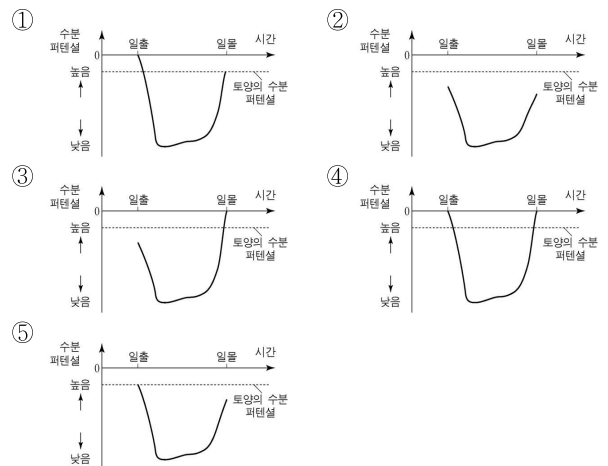 ①
수분
퍼텐셜
0
일출
일몰
시간
높음
토양의 수분
퍼텐셜
낮음
②
수분
퍼텐셜
0
일출
일몰
시간
높음
토양의 수분
퍼텐셜
낮음
③
수분
퍼텐셜
0
일출
일몰
시간
높음
토양의 수분
퍼텐셜
낮음
④
수분
퍼텐셜
0
일출
일몰
시간
높음
토양의 수분
퍼텐셜
낮음
⑤
수분
퍼텐셜
0
일출
일몰
시간
높음
토양의 수분
퍼텐셜
낮음